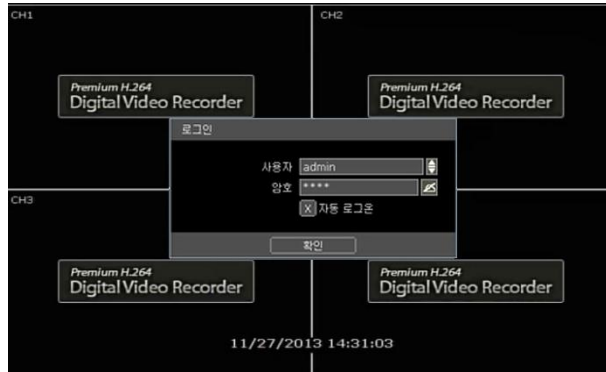 CH1
CH2
Premium H.264
Digital Video Recorder
Premium H.264
Digital Video Recorder
로그인
사용자 admin
암호 ****
CH3
X 자동 로그온
확인
Premium H.264
Digital Video Recorder
Premium H.264
Digital Video Recorder
11/27/2013 14:31:03